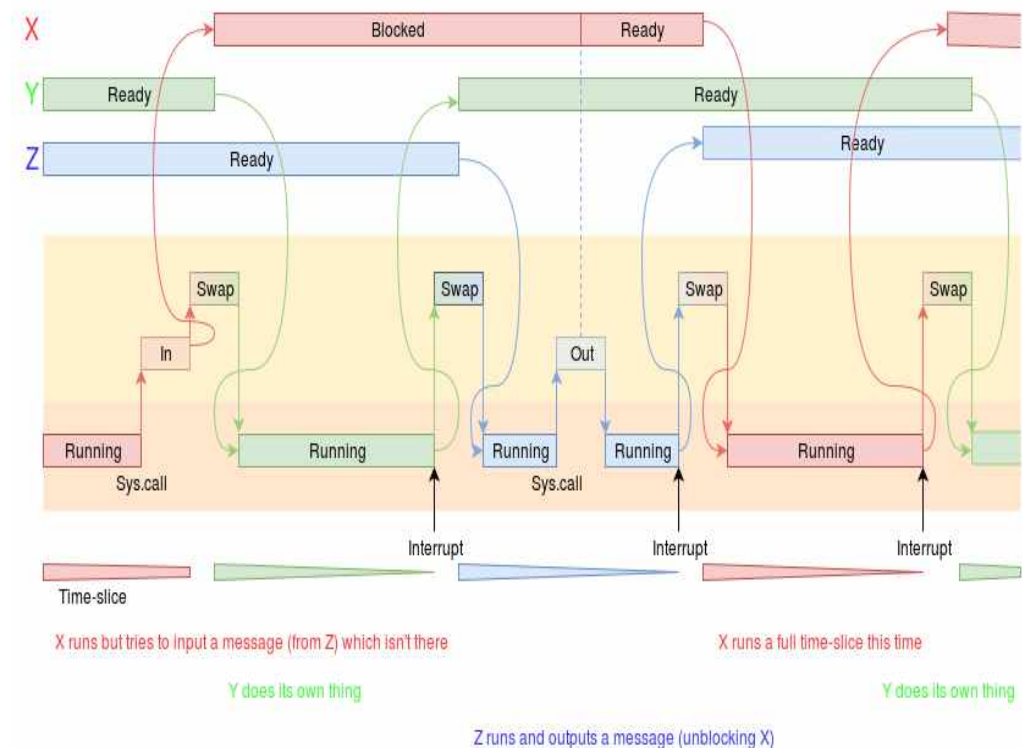 X
Blocked
Ready
Y
Ready
Ready
Z
Ready
Ready
Swap
Swap
Swap
Swap
In
Out
Running
Running
Running
Running
Running
Sys.call
Sys.call
Interrupt
Interrupt
Interrupt
Time-slice
X runs but tries to input a message (from Z) which isn't there
X runs a full time-slice this time
Y does its own thing
Y does its own thing
Z runs and outputs a message (unblocking X)